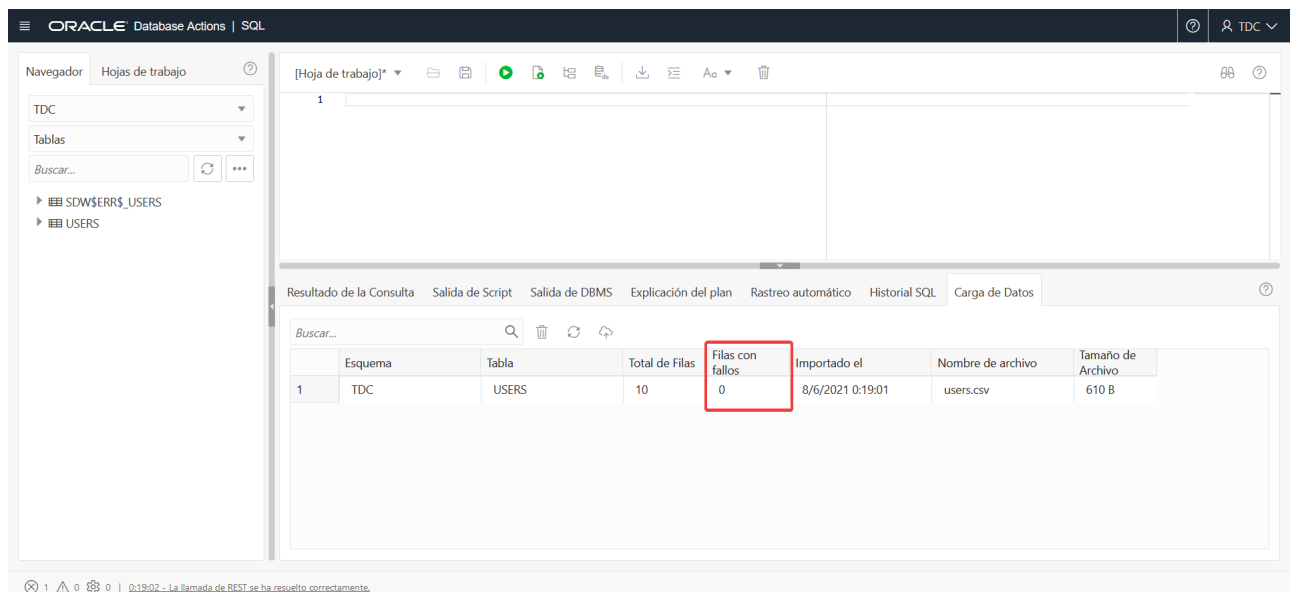 ORACLE Database Actions | SQL
TDC
Navegador
Hojas de trabajo
TDC
Tablas
Buscar...
SDW$ERR$_USERS
USERS
[Hoja de trabajo]*
Aa
1
Resultado de la Consulta
Salida de Script
Salida de DBMS
Explicación del plan
Rastreo automático
Historial SQL
Carga de Datos
Buscar...
Esquema
Tabla
Total de Filas
Filas con
fallos
Importado el
Nombre de archivo
Tamaño de
Archivo
1
TDC
USERS
10
0
8/6/2021 0:19:01
users.csv
610 B
1 0 0 | 0:19:02 - La llamada de REST se ha resuelto correctamente.